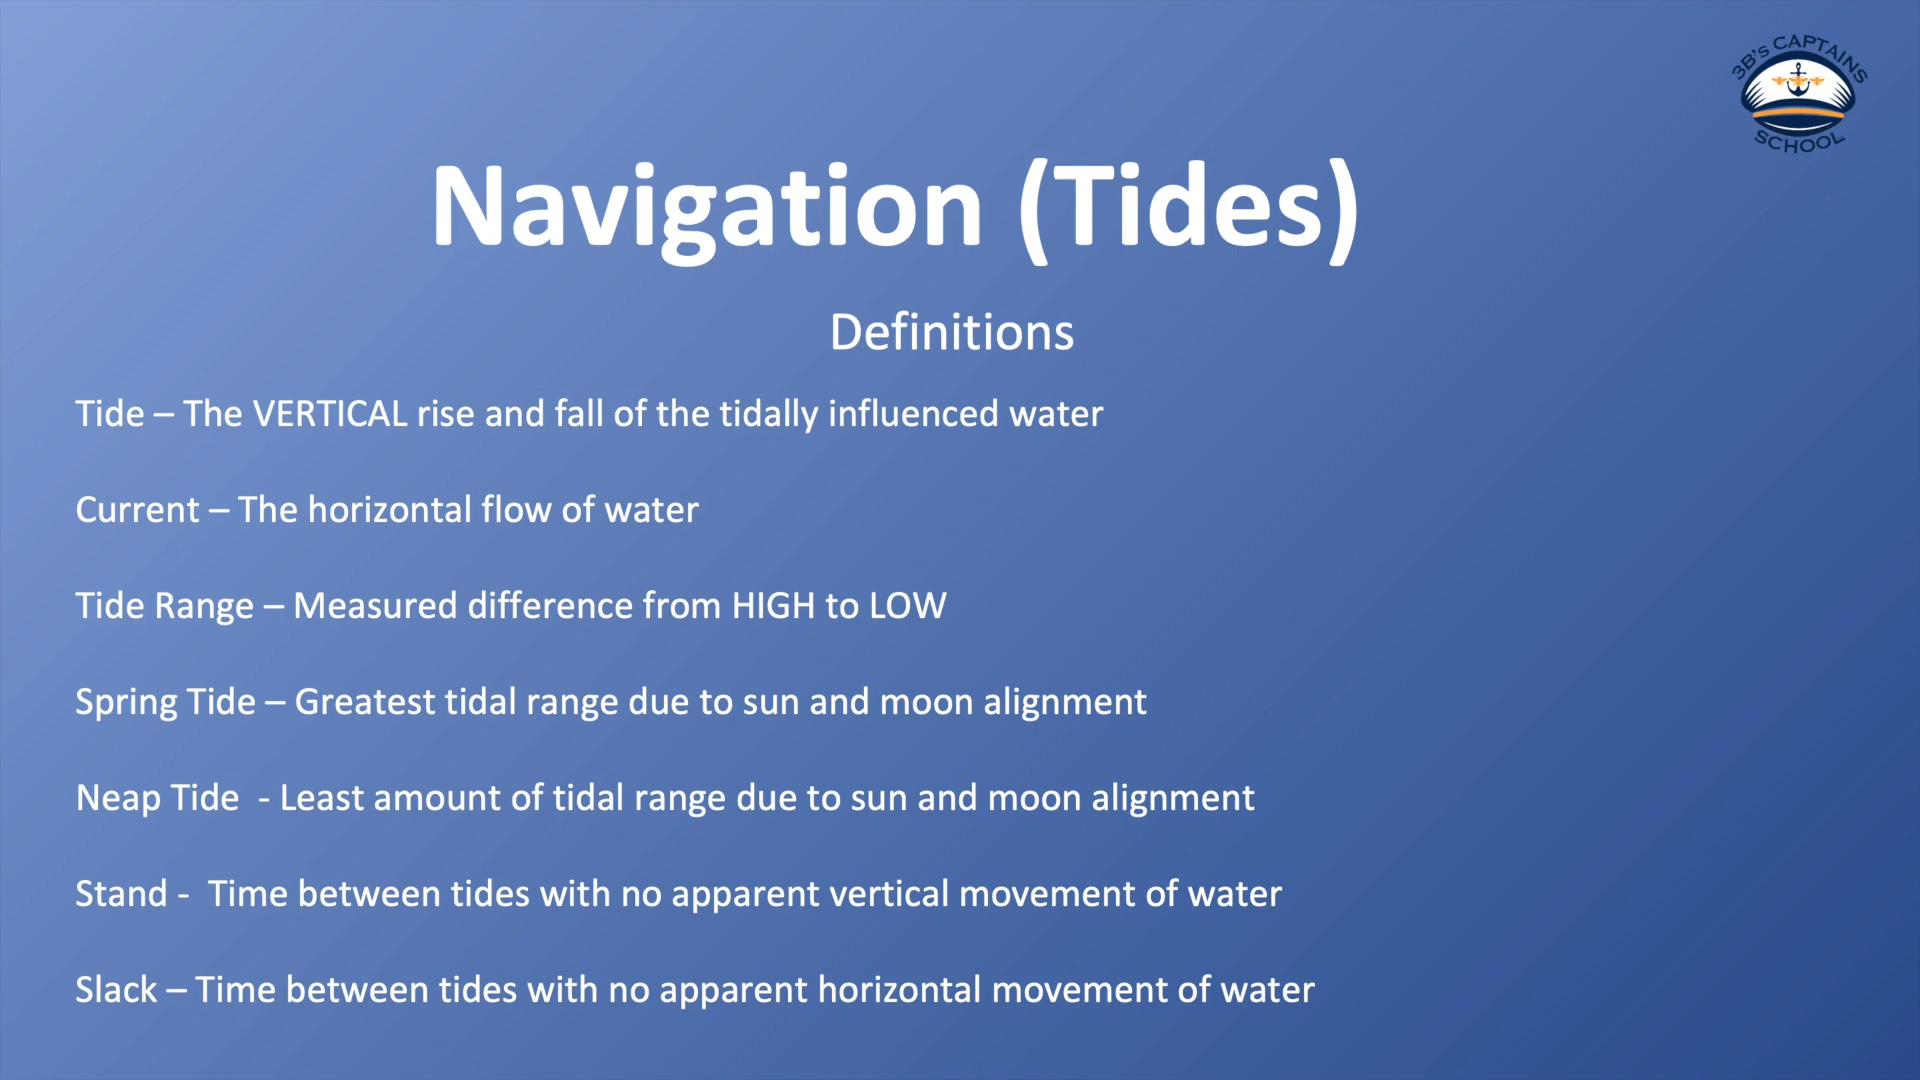 3B's CAPTAINS
SCHOOL
Navigation (Tides)
Definitions
Tide – The VERTICAL rise and fall of the tidally influenced water
Current – The horizontal flow of water
Tide Range – Measured difference from HIGH to LOW
Spring Tide – Greatest tidal range due to sun and moon alignment
Neap Tide  - Least amount of tidal range due to sun and moon alignment
Stand -  Time between tides with no apparent vertical movement of water
Slack – Time between tides with no apparent horizontal movement of water